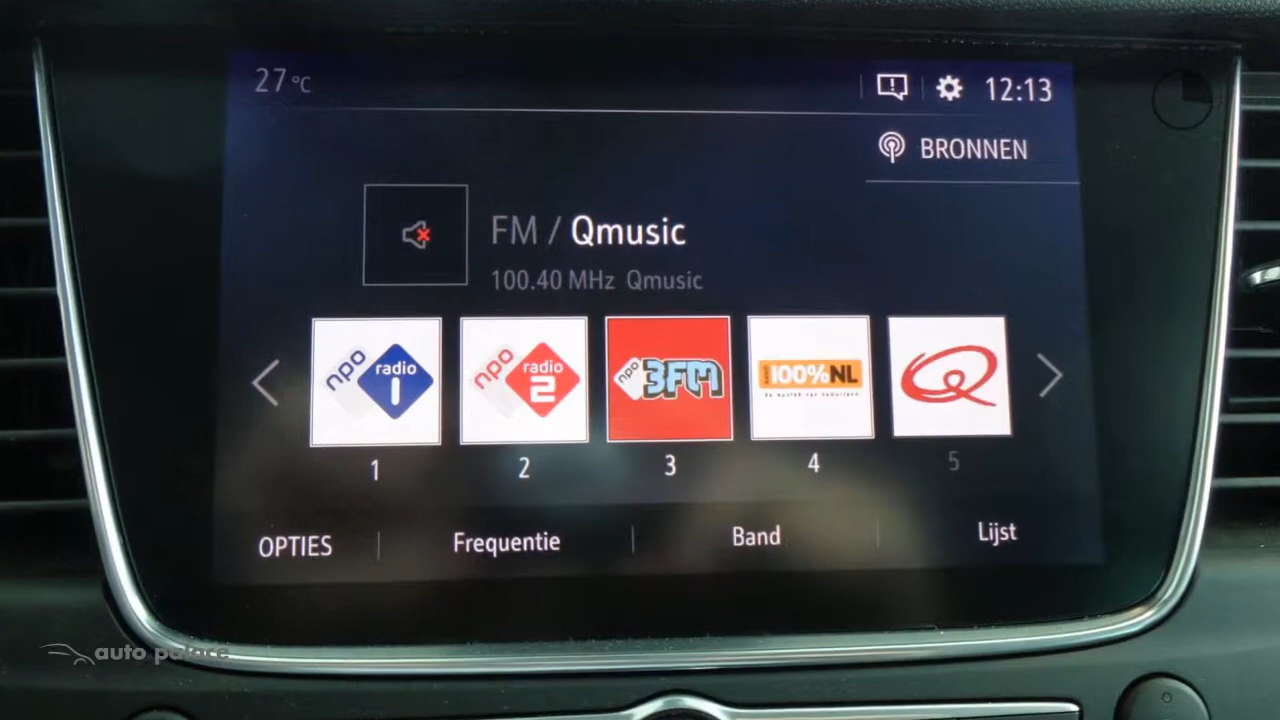 27°C
12:13
BRONNEN
FM / Qmusic
100.40 MHz Qmusic
npo radio 1
npo radio 2
npo 3FM
RADIO 100%NL
Q
1 2 3 4 5
OPTIES Frequentie Band Lijst
auto palace